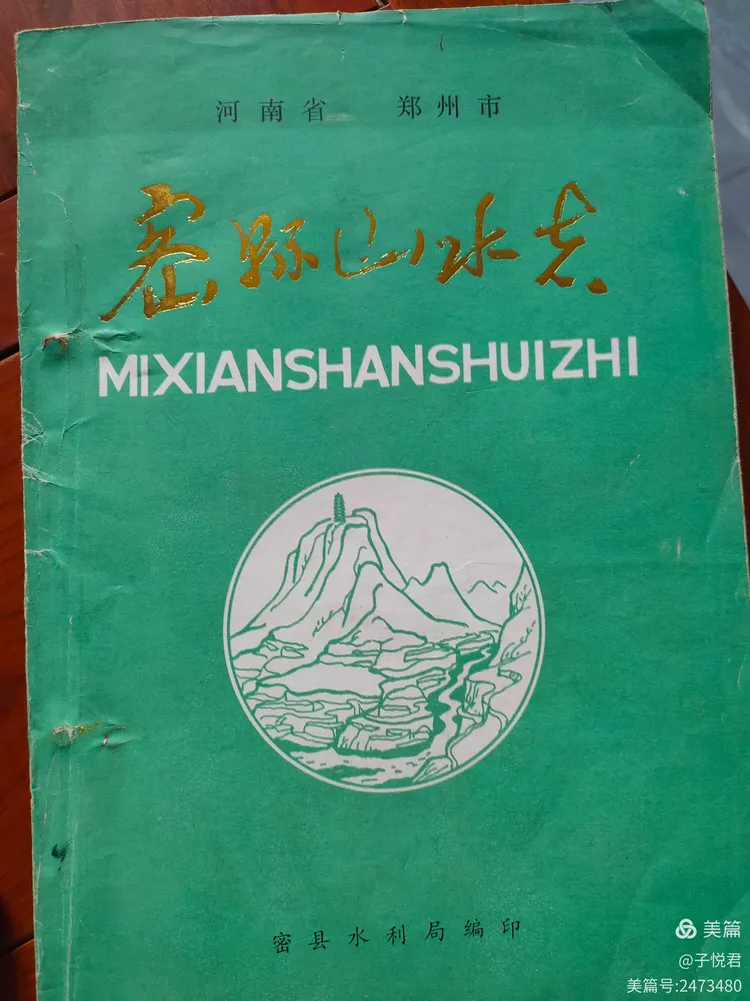 河南省 郑州市
密县山水志
MIXIANSHANSHUIZHI
密县水利局编印
美篇
@子悦君
美篇号:2473480